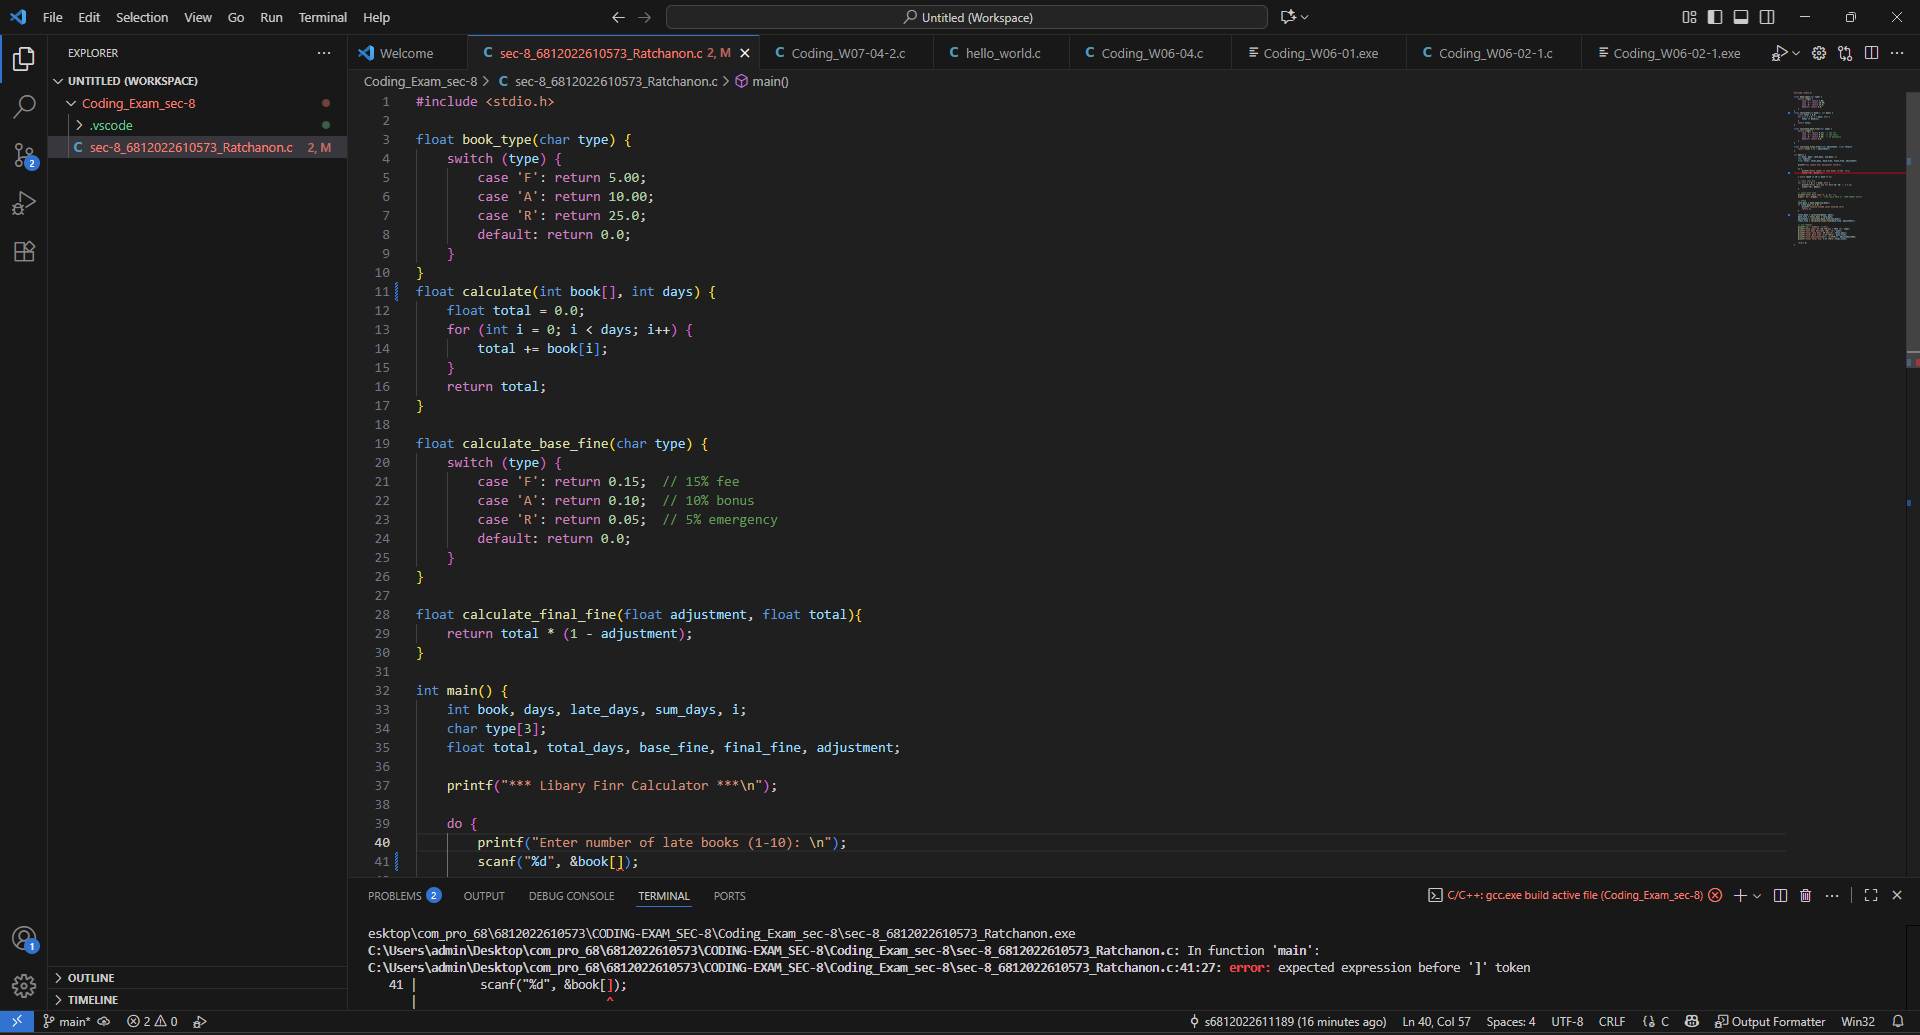 File Edit Selection View Go Run Terminal Help
Untitled (Workspace)
EXPLORER
Welcome
sec-8_6812022610573_Ratchanon.c 2, M
Coding_W07-04-2.c
hello_world.c
Coding_W06-04.c
Coding_W06-01.exe
Coding_W06-02-1.c
Coding_W06-02-1.exe
UNTITLED (WORKSPACE)
Coding_Exam_sec-8
.vscode
sec-8_6812022610573_Ratchanon.c 2, M
Coding_Exam_sec-8 > C sec-8_6812022610573_Ratchanon.c > main()
1 #include <stdio.h>
2
3 float book_type(char type) {
4 switch (type) {
5 case 'F': return 5.00;
6 case 'A': return 10.00;
7 case 'R': return 25.0;
8 default: return 0.0;
9 }
10 }
11 float calculate(int book[], int days) {
12 float total = 0.0;
13 for (int i = 0; i < days; i++) {
14 total += book[i];
15 }
16 return total;
17 }
18
19 float calculate_base_fine(char type) {
20 switch (type) {
21 case 'F': return 0.15; // 15% fee
22 case 'A': return 0.10; // 10% bonus
23 case 'R': return 0.05; // 5% emergency
24 default: return 0.0;
25 }
26 }
27
28 float calculate_final_fine(float adjustment, float total){
29 return total * (1 - adjustment);
30 }
31
32 int main() {
33 int book, days, late_days, sum_days, i;
34 char type[3];
35 float total, total_days, base_fine, final_fine, adjustment;
36
37 printf("*** Libary Finr Calculator ***\n");
38
39 do {
40 printf("Enter number of late books (1-10): \n");
41 scanf("%d", &book[]);
2
1
OUTLINE
TIMELINE
PROBLEMS 2 OUTPUT DEBUG CONSOLE TERMINAL PORTS
C/C++: gcc.exe build active file (Coding_Exam_sec-8)
esktop\com_pro_68\6812022610573\CODING-EXAM_SEC-8\Coding_Exam_sec-8\sec-8_6812022610573_Ratchanon.exe
C:\Users\admin\Desktop\com_pro_68\6812022610573\CODING-EXAM_SEC-8\Coding_Exam_sec-8\sec-8_6812022610573_Ratchanon.c: In function 'main':
C:\Users\admin\Desktop\com_pro_68\6812022610573\CODING-EXAM_SEC-8\Coding_Exam_sec-8\sec-8_6812022610573_Ratchanon.c:41:27: error: expected expression before ']' token
41 | scanf("%d", &book[]);
| ^
main* 2 0
s6812022611189 (16 minutes ago) Ln 40, Col 57 Spaces: 4 UTF-8 CRLF {} C Output Formatter Win32